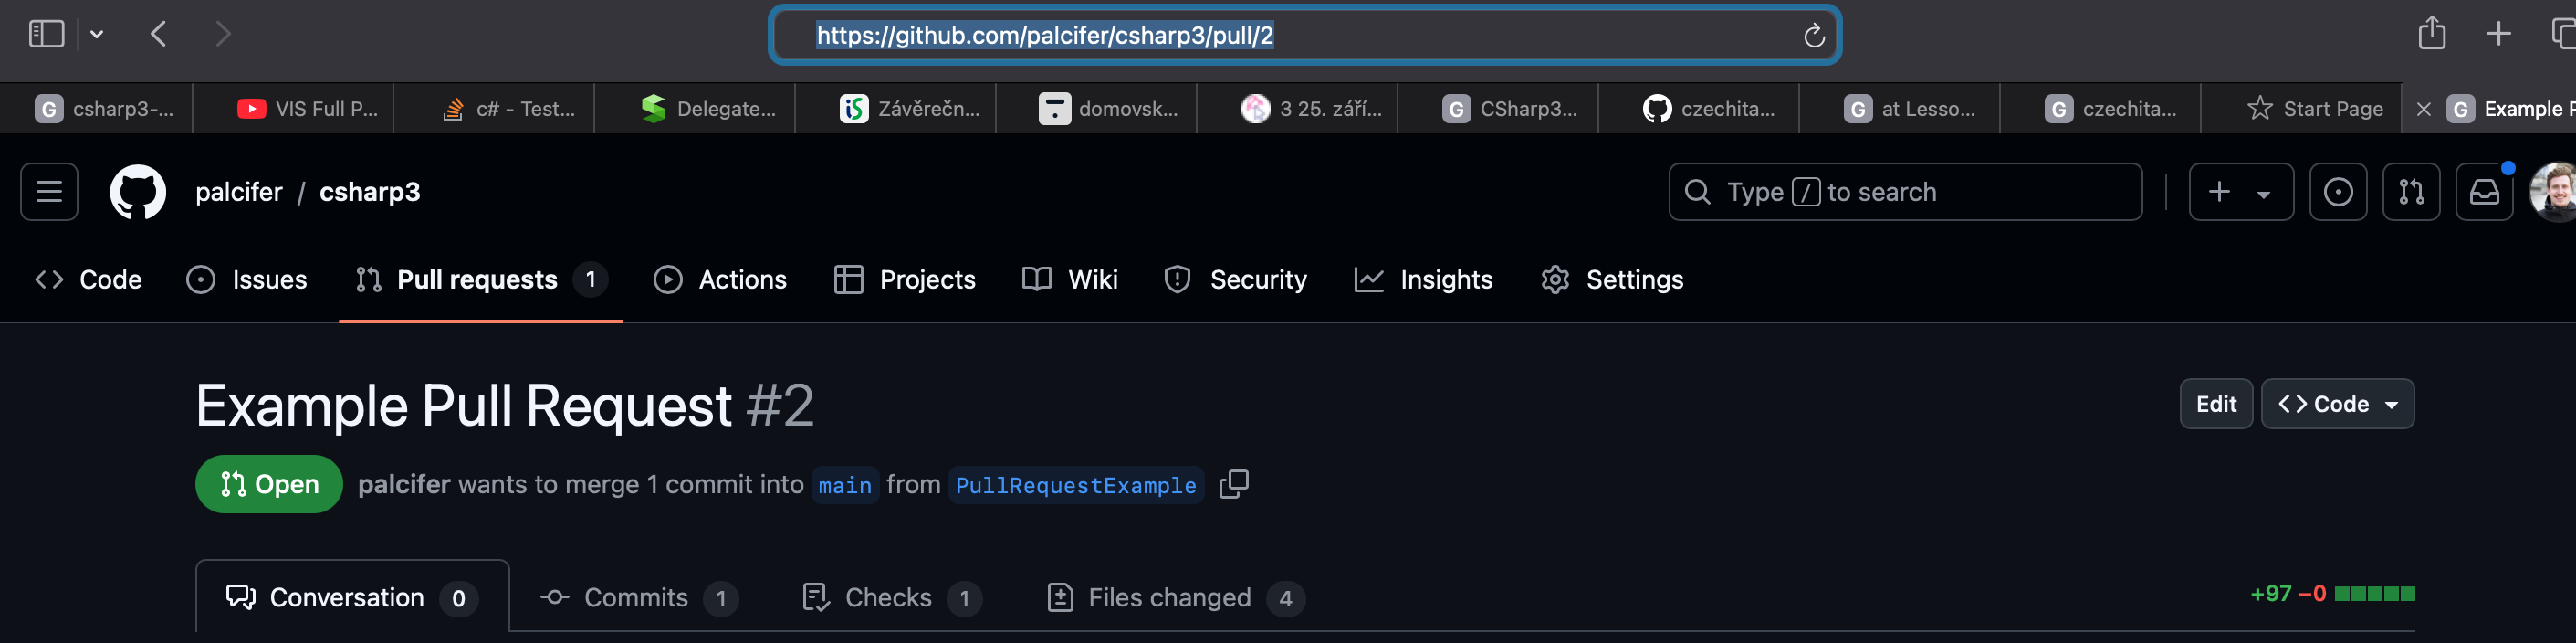 https://github.com/palcifer/csharp3/pull/2
G csharp3-... VIS Full P... c# - Test... Delegate... iS Závěrečn... domovsk... 3 25. září... G CSharp3... czechita... G at Lesso... G czechita... Start Page G Example P
palcifer / csharp3 Type / to search
Code Issues Pull requests 1 Actions Projects Wiki Security Insights Settings
Example Pull Request #2 Edit Code
Open palcifer wants to merge 1 commit into main from PullRequestExample
Conversation 0 Commits 1 Checks 1 Files changed 4 +97 −0